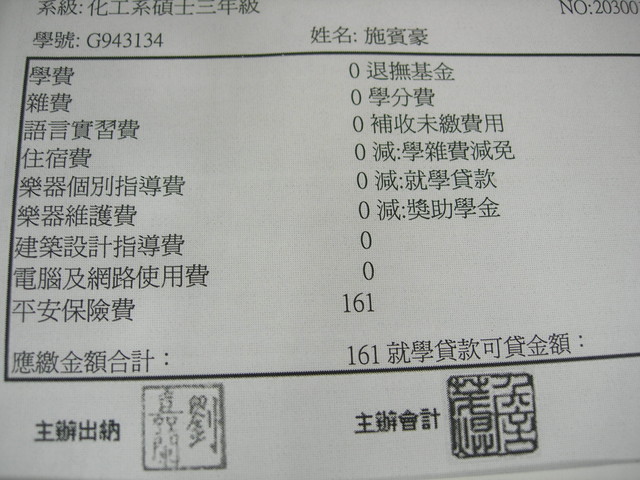 系級: 化工系碩士三年級 NO:20300
學號: G943134 姓名: 施賓豪
學費 0 退撫基金
雜費 0 學分費
語言實習費 0 補收未繳費用
住宿費 0 減:學雜費減免
樂器個別指導費 0 減:就學貸款
樂器維護費 0 減:獎助學金
建築設計指導費 0
電腦及網路使用費 0
平安保險費 161
應繳金額合計： 161 就學貸款可貸金額：
主辦出納 主辦會計